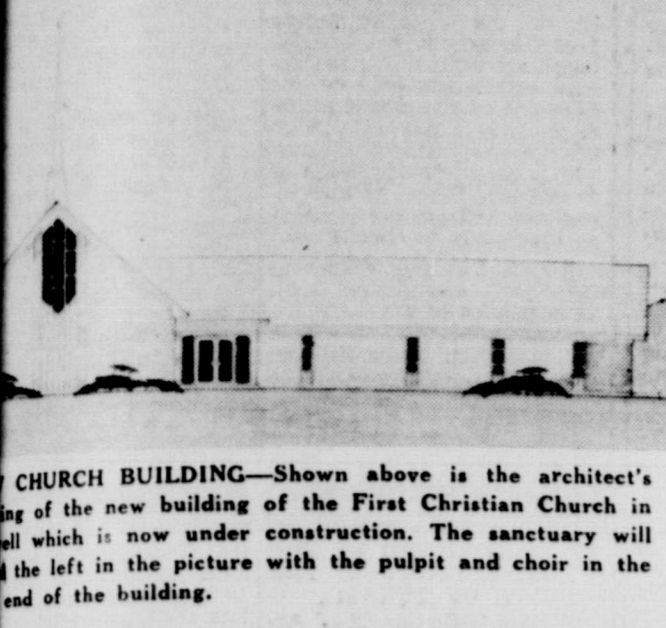 CHURCH BUILDING—Shown above is the architect's
ing of the new building of the First Christian Church in
ell which is now under construction. The sanctuary will
the left in the picture with the pulpit and choir in the
end of the building.